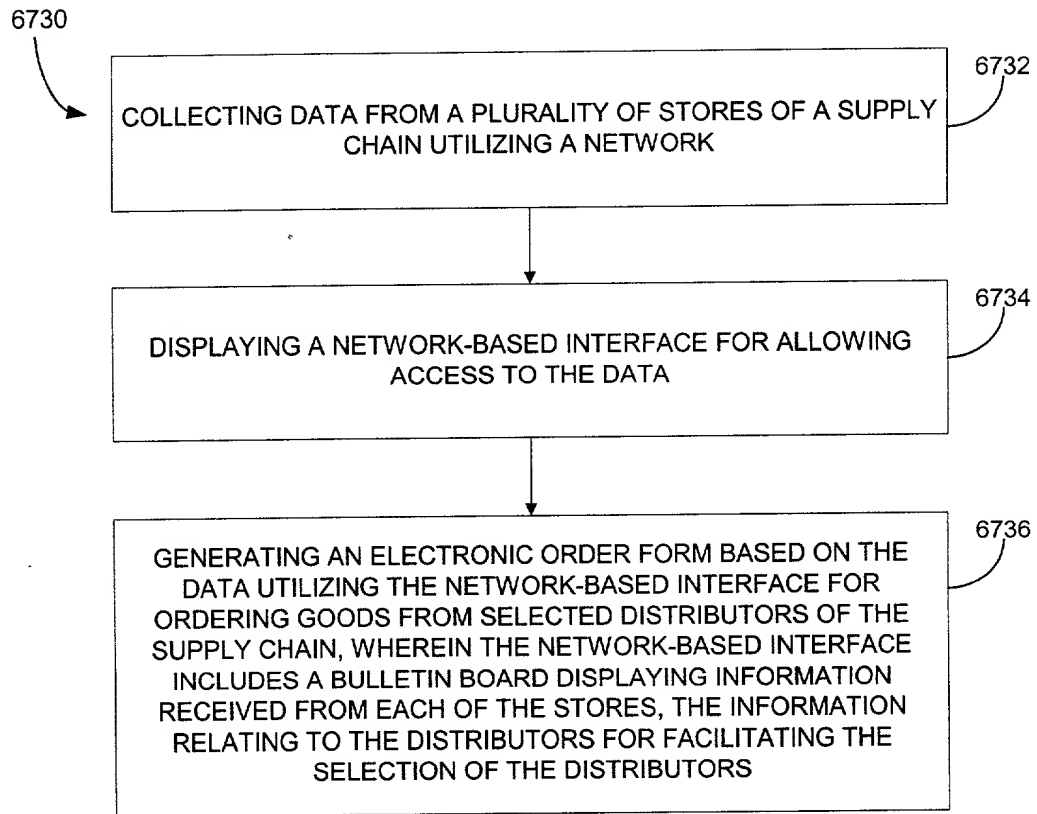 6730
6732
COLLECTING DATA FROM A PLURALITY OF STORES OF A SUPPLY
CHAIN UTILIZING A NETWORK
6734
DISPLAYING A NETWORK-BASED INTERFACE FOR ALLOWING
ACCESS TO THE DATA
6736
GENERATING AN ELECTRONIC ORDER FORM BASED ON THE
DATA UTILIZING THE NETWORK-BASED INTERFACE FOR
ORDERING GOODS FROM SELECTED DISTRIBUTORS OF THE
SUPPLY CHAIN, WHEREIN THE NETWORK-BASED INTERFACE
INCLUDES A BULLETIN BOARD DISPLAYING INFORMATION
RECEIVED FROM EACH OF THE STORES, THE INFORMATION
RELATING TO THE DISTRIBUTORS FOR FACILITATING THE
SELECTION OF THE DISTRIBUTORS